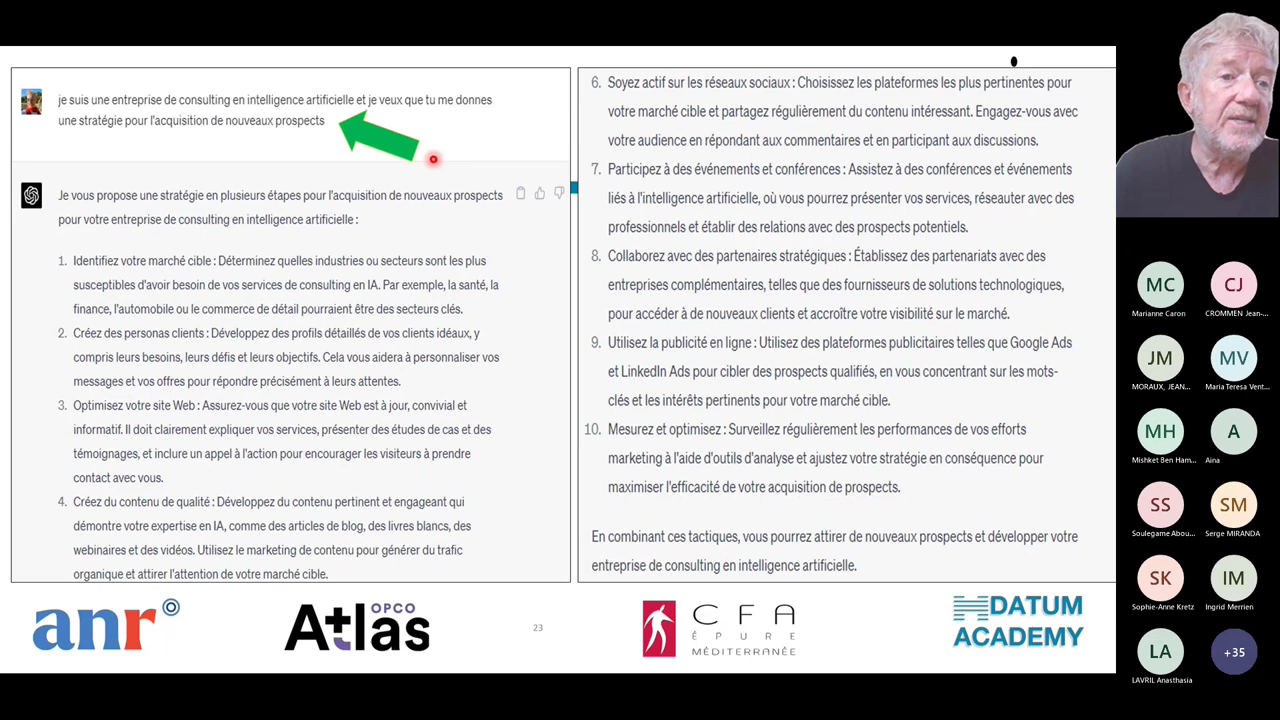 je suis une entreprise de consulting en intelligence artificielle et je veux que tu me donnes
une stratégie pour l'acquisition de nouveaux prospects
Je vous propose une stratégie en plusieurs étapes pour l'acquisition de nouveaux prospects
pour votre entreprise de consulting en intelligence artificielle :
1. Identifiez votre marché cible : Déterminez quelles industries ou secteurs sont les plus
susceptibles d'avoir besoin de vos services de consulting en IA. Par exemple, la santé, la
finance, l'automobile ou le commerce de détail pourraient être des secteurs clés.
2. Créez des personas clients : Développez des profils détaillés de vos clients idéaux, y
compris leurs besoins, leurs défis et leurs objectifs. Cela vous aidera à personnaliser vos
messages et vos offres pour répondre précisément à leurs attentes.
3. Optimisez votre site Web : Assurez-vous que votre site Web est à jour, convivial et
informatif. Il doit clairement expliquer vos services, présenter des études de cas et des
témoignages, et inclure un appel à l'action pour encourager les visiteurs à prendre
contact avec vous.
4. Créez du contenu de qualité : Développez du contenu pertinent et engageant qui
démontre votre expertise en IA, comme des articles de blog, des livres blancs, des
webinaires et des vidéos. Utilisez le marketing de contenu pour générer du trafic
organique et attirer l'attention de votre marché cible.
6. Soyez actif sur les réseaux sociaux : Choisissez les plateformes les plus pertinentes pour
votre marché cible et partagez régulièrement du contenu intéressant. Engagez-vous avec
votre audience en répondant aux commentaires et en participant aux discussions.
7. Participez à des événements et conférences : Assistez à des conférences et événements
liés à l'intelligence artificielle, où vous pourrez présenter vos services, réseauter avec des
professionnels et établir des relations avec des prospects potentiels.
8. Collaborez avec des partenaires stratégiques : Établissez des partenariats avec des
entreprises complémentaires, telles que des fournisseurs de solutions technologiques,
pour accéder à de nouveaux clients et accroître votre visibilité sur le marché.
9. Utilisez la publicité en ligne : Utilisez des plateformes publicitaires telles que Google Ads
et LinkedIn Ads pour cibler des prospects qualifiés, en vous concentrant sur les mots-
clés et les intérêts pertinents pour votre marché cible.
10. Mesurez et optimisez : Surveillez régulièrement les performances de vos efforts
marketing à l'aide d'outils d'analyse et ajustez votre stratégie en conséquence pour
maximiser l'efficacité de votre acquisition de prospects.
En combinant ces tactiques, vous pourrez attirer de nouveaux prospects et développer votre
entreprise de consulting en intelligence artificielle.
anr
OPCO
Atlas
23
CFA
ÉPURE
MÉDITERRANÉE
DATUM
ACADEMY
MC
Marianne Caron
CJ
CROMMEN Jean-...
JM
MORAUX, JEAN...
MV
Maria Teresa Vent...
MH
Mishket Ben Ham...
A
Aina
SS
Soulegame Abou...
SM
Serge MIRANDA
SK
Sophie-Anne Kretz
IM
Ingrid Merrien
LA
LAVRIL Anasthasia
+35